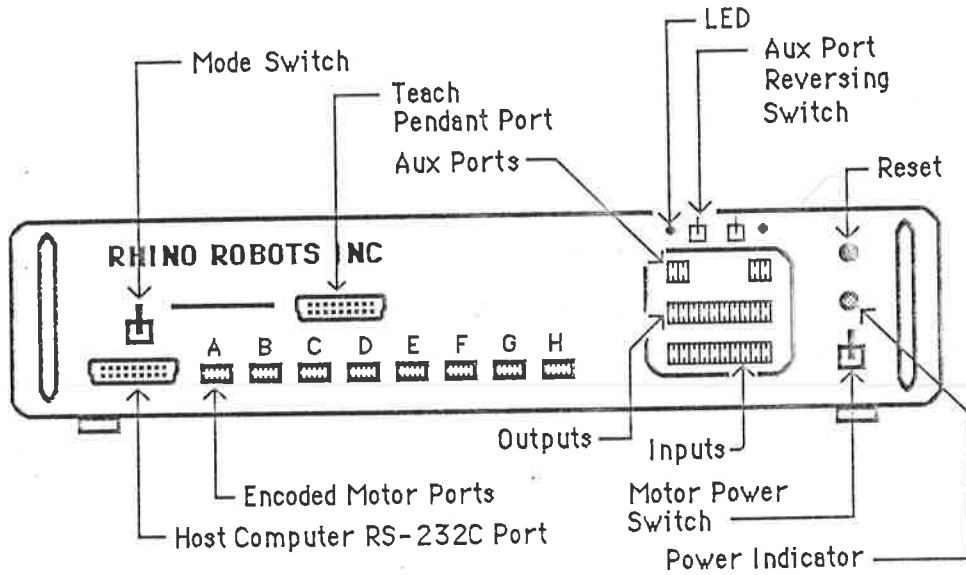 LED
Mode Switch
Aux Port
Reversing
Switch
Teach
Pendant Port
Aux Ports
Reset
RHINO ROBOTS INC
A B C D E F G H
Outputs
Inputs
Encoded Motor Ports
Motor Power
Switch
Host Computer RS-232C Port
Power Indicator